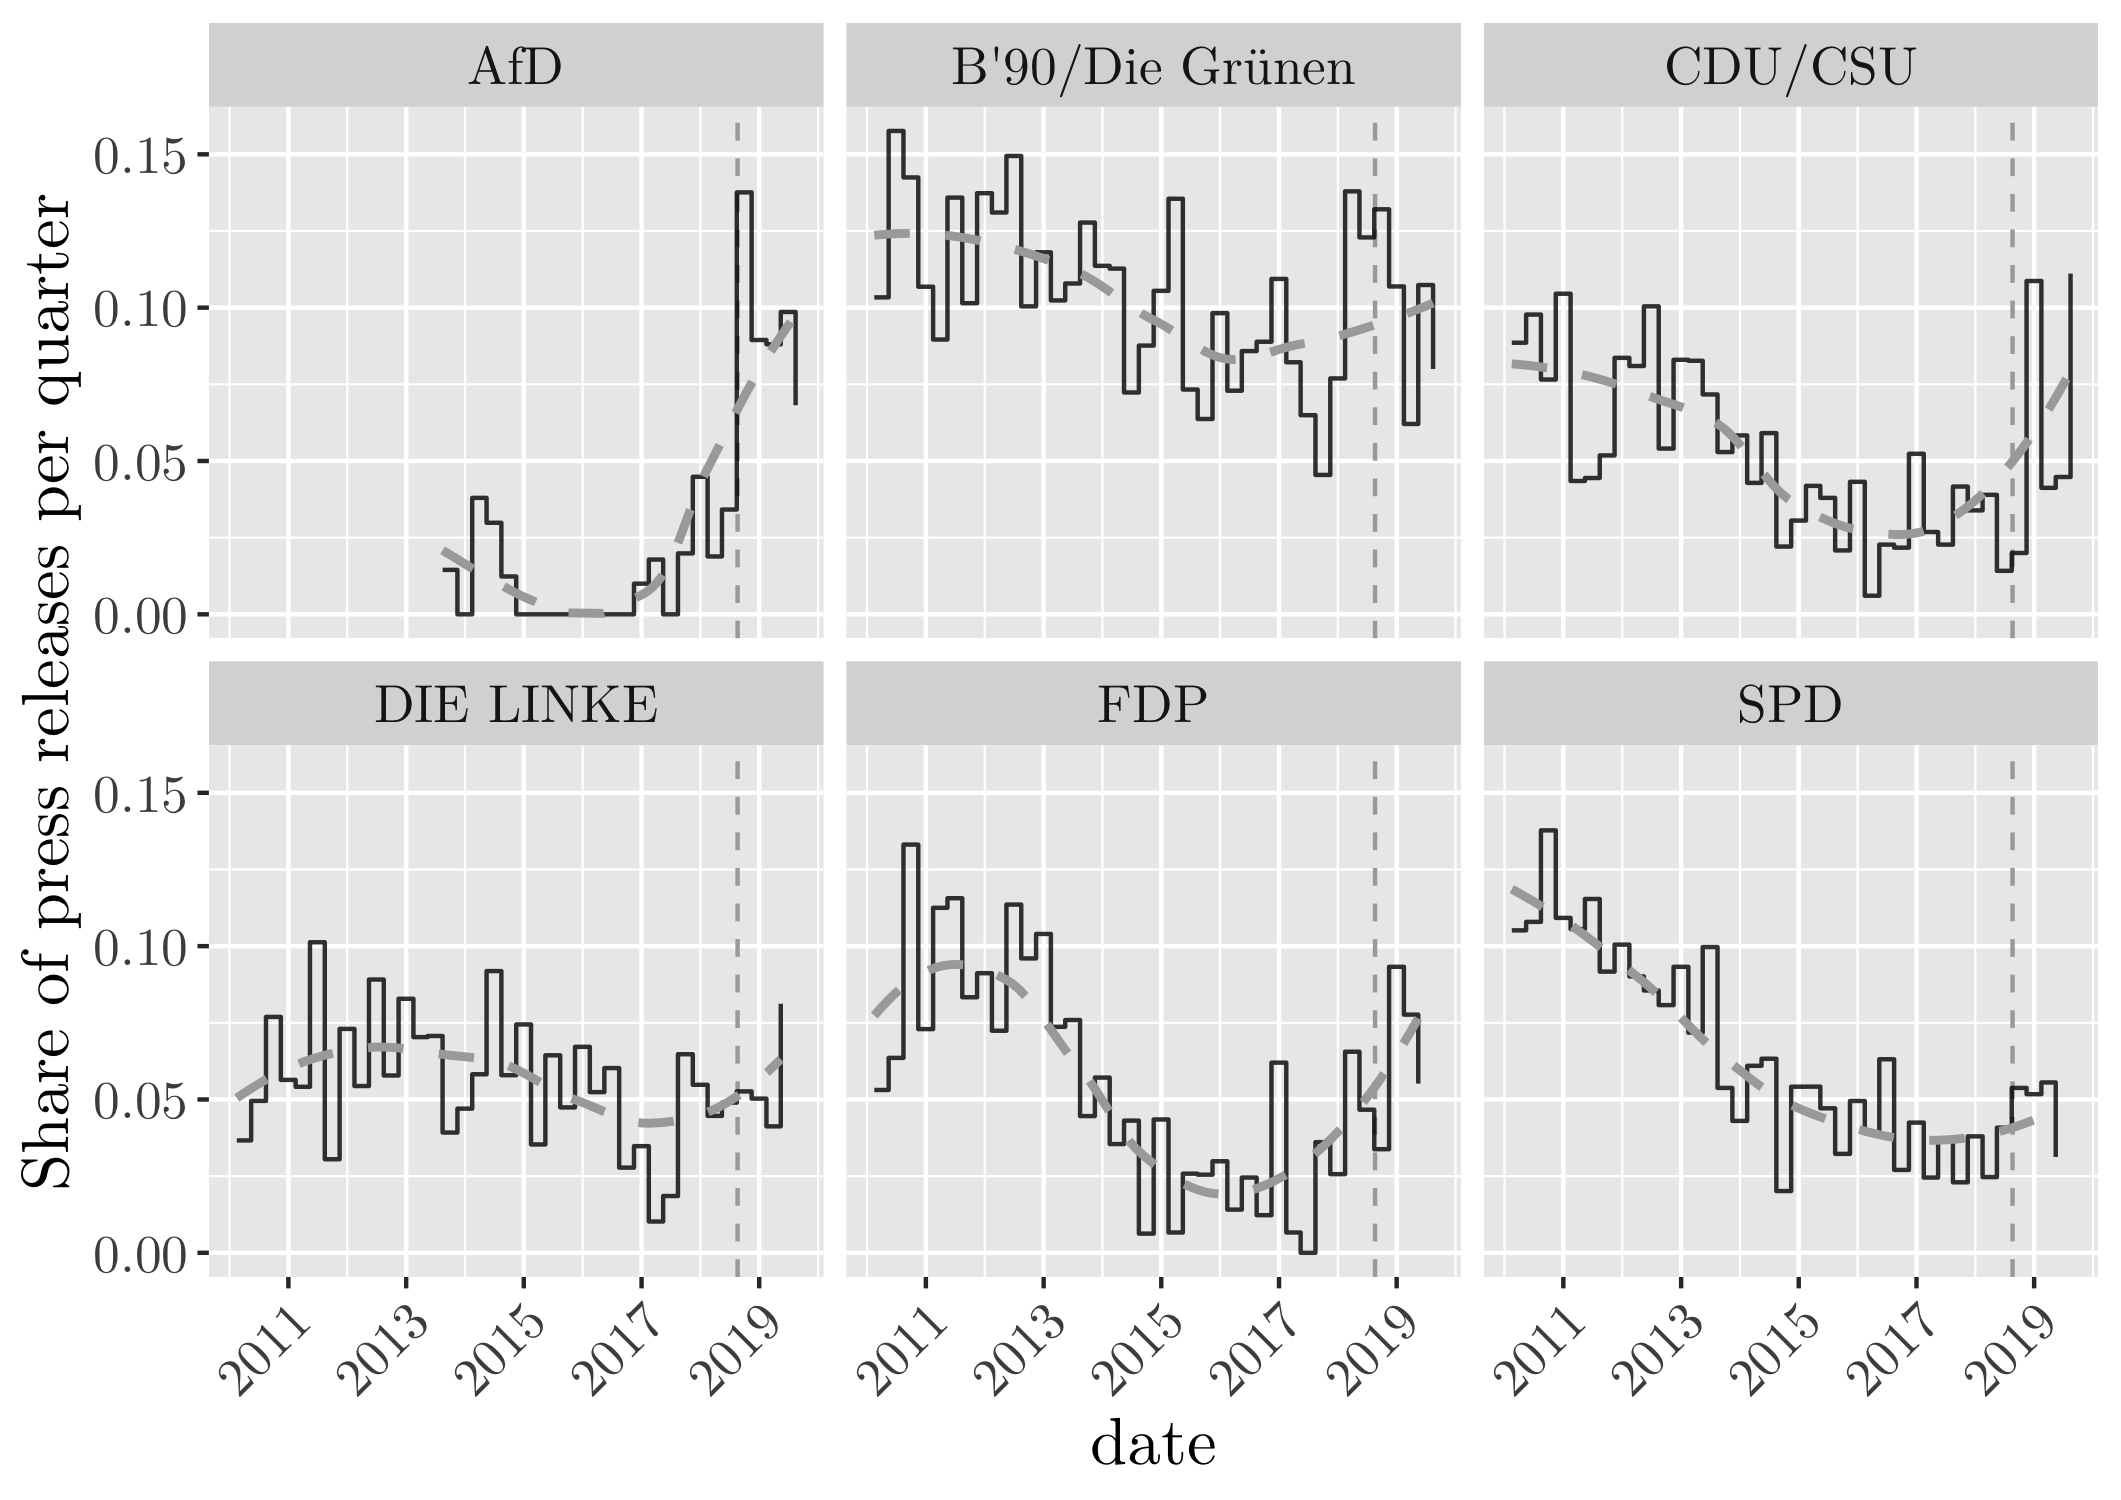 AfD
B'90/Die Grünen
CDU/CSU
0.15
0.10
0.05
0.00
DIE LINKE
FDP
SPD
0.15
0.10
0.05
0.00
2011 2013 2015 2017 2019
2011 2013 2015 2017 2019
2011 2013 2015 2017 2019
date
Share of press releases per quarter